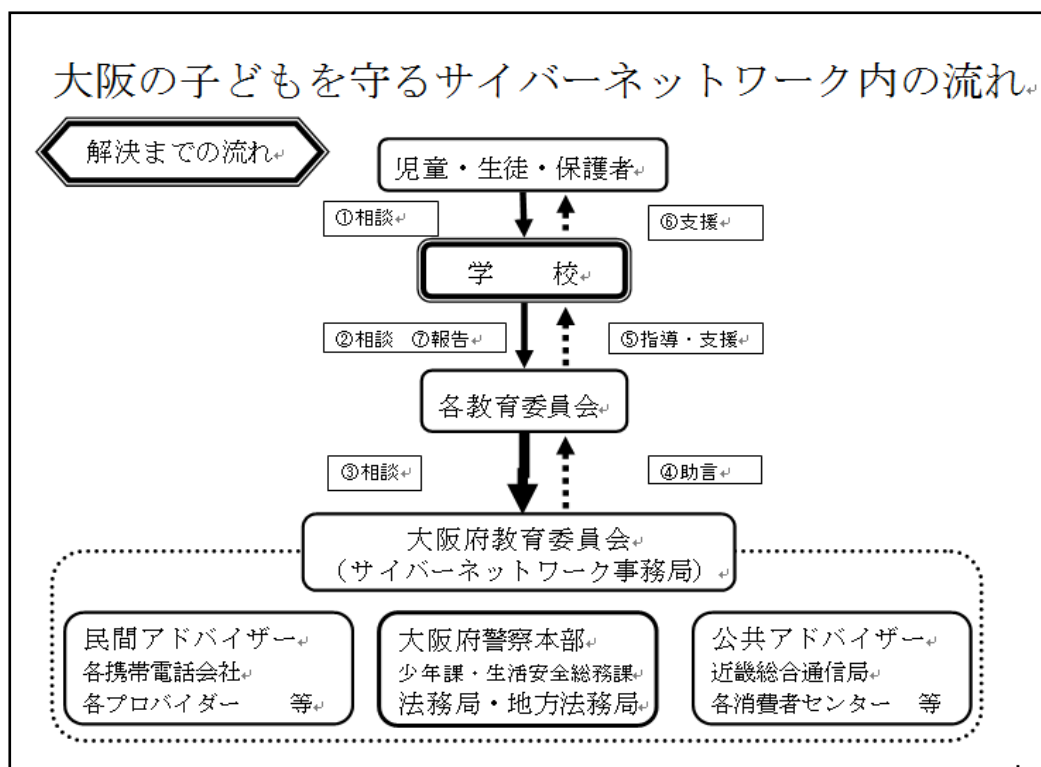 大阪の子どもを守るサイバーネットワーク内の流れ
解決までの流れ
児童・生徒・保護者
①相談
⑥支援
学　　校
②相談　⑦報告
⑤指導・支援
各教育委員会
③相談
④助言
大阪府教育委員会
（サイバーネットワーク事務局）
民間アドバイザー
各携帯電話会社
各プロバイダー　　等
大阪府警察本部
少年課・生活安全総務課
法務局・地方法務局
公共アドバイザー
近畿総合通信局
各消費者センター　等